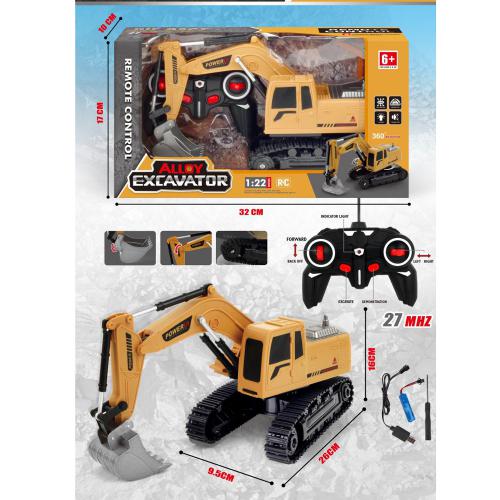 10 CM
17 CM
REMOTE CONTROL
POWER
6+
360°
ALLOY
EXCAVATOR
1:22
R/C
32 CM
INDICATOR LIGHT
FORWARD
BACK OFF
LEFT
RIGHT
EXCAVATE
DEMONSTRATION
POWER
27 MHZ
16CM
26CM
9.5CM